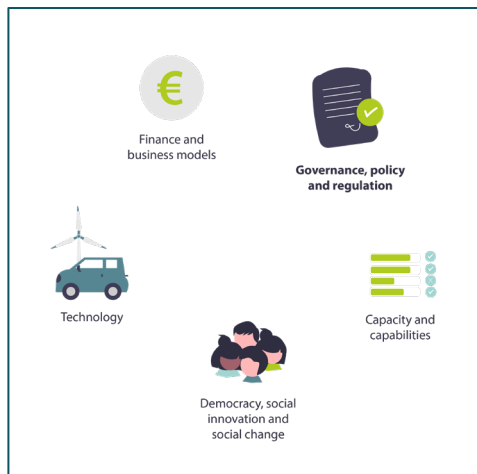 €
Finance and
business models
Governance, policy
and regulation
Technology
Capacity and
capabilities
Democracy, social
innovation and
social change